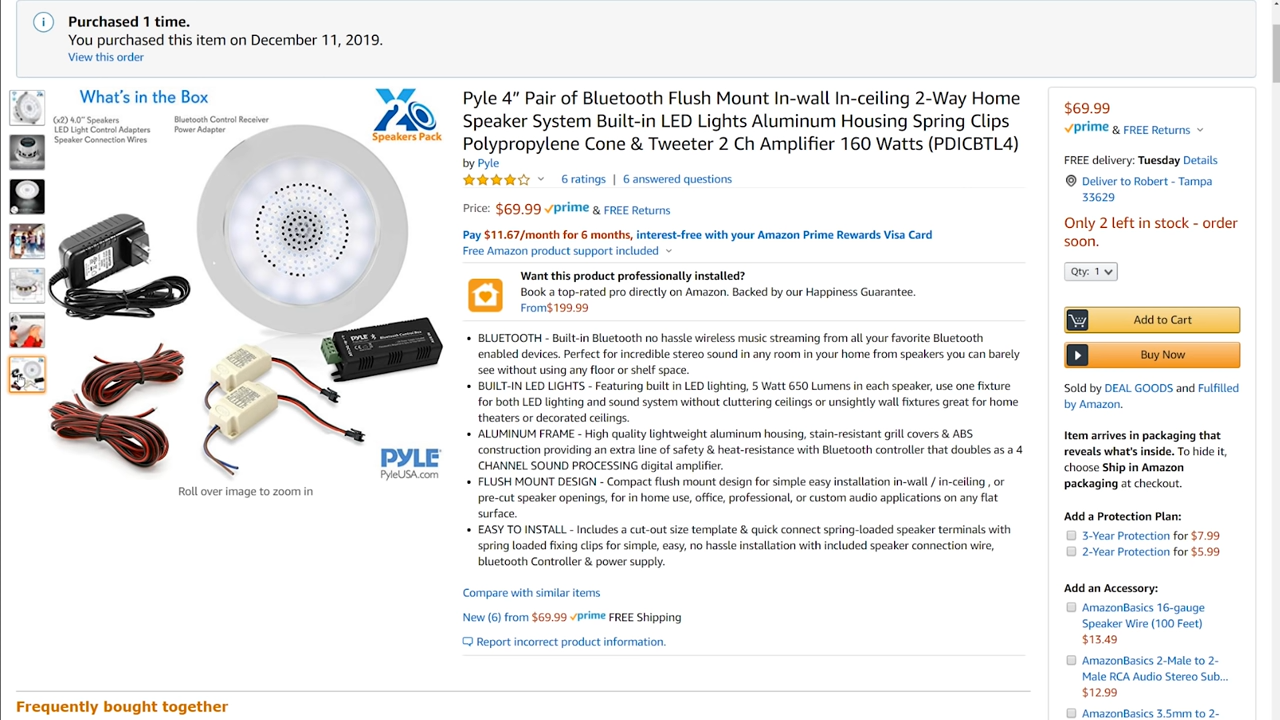 Purchased 1 time.
You purchased this item on December 11, 2019.
View this order
What's in the Box
(x2) 4.0" Speakers
LED Light Control Adapters
Speaker Connection Wires
Bluetooth Control Receiver
Power Adapter
X2
Speakers Pack
PYLE
PYLE
PyleUSA.com
Roll over image to zoom in
Pyle 4” Pair of Bluetooth Flush Mount In-wall In-ceiling 2-Way Home
Speaker System Built-in LED Lights Aluminum Housing Spring Clips
Polypropylene Cone & Tweeter 2 Ch Amplifier 160 Watts (PDICBTL4)
by Pyle
6 ratings | 6 answered questions
Price: $69.99 prime & FREE Returns
Pay $11.67/month for 6 months, interest-free with your Amazon Prime Rewards Visa Card
Free Amazon product support included
Want this product professionally installed?
Book a top-rated pro directly on Amazon. Backed by our Happiness Guarantee.
From$199.99
• BLUETOOTH - Built-in Bluetooth no hassle wireless music streaming from all your favorite Bluetooth
enabled devices. Perfect for incredible stereo sound in any room in your home from speakers you can barely
see without using any floor or shelf space.
• BUILT-IN LED LIGHTS - Featuring built in LED lighting, 5 Watt 650 Lumens in each speaker, use one fixture
for both LED lighting and sound system without cluttering ceilings or unsightly wall fixtures great for home
theaters or decorated ceilings.
• ALUMINUM FRAME - High quality lightweight aluminum housing, stain-resistant grill covers & ABS
construction providing an extra line of safety & heat-resistance with Bluetooth controller that doubles as a 4
CHANNEL SOUND PROCESSING digital amplifier.
• FLUSH MOUNT DESIGN - Compact flush mount design for simple easy installation in-wall / in-ceiling , or
pre-cut speaker openings, for in home use, office, professional, or custom audio applications on any flat
surface.
• EASY TO INSTALL - Includes a cut-out size template & quick connect spring-loaded speaker terminals with
spring loaded fixing clips for simple, easy, no hassle installation with included speaker connection wire,
bluetooth Controller & power supply.
Compare with similar items
New (6) from $69.99 prime FREE Shipping
Report incorrect product information.
Frequently bought together
$69.99
prime & FREE Returns
FREE delivery: Tuesday Details
Deliver to Robert - Tampa
33629
Only 2 left in stock - order
soon.
Qty: 1
Add to Cart
Buy Now
Sold by DEAL GOODS and Fulfilled
by Amazon.
Item arrives in packaging that
reveals what's inside. To hide it,
choose Ship in Amazon
packaging at checkout.
Add a Protection Plan:
3-Year Protection for $7.99
2-Year Protection for $5.99
Add an Accessory:
AmazonBasics 16-gauge
Speaker Wire (100 Feet)
$13.49
AmazonBasics 2-Male to 2-
Male RCA Audio Stereo Sub...
$12.99
AmazonBasics 3.5mm to 2-